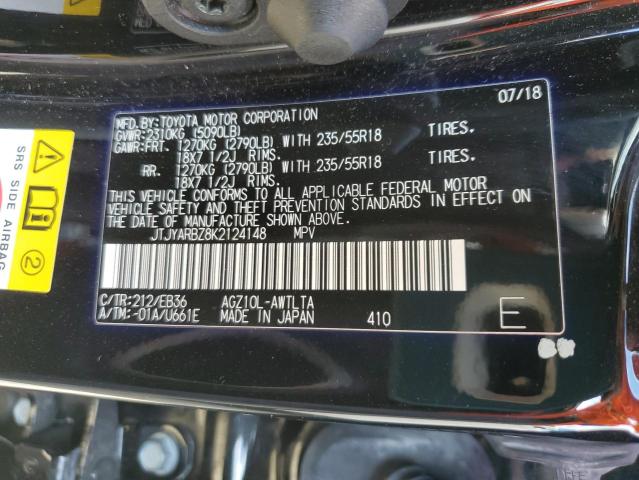 MFD.BY:TOYOTA MOTOR CORPORATION 07/18
GVWR:2310KG (5090LB)
GAWR:FRT- 1270KG (2790LB) WITH 235/55R18 TIRES.
18X7 1/2J RIMS.
RR. 1270KG (2790LB) WITH 235/55R18 TIRES.
18X7 1/2J RIMS.
THIS VEHICLE CONFORMS TO ALL APPLICABLE FEDERAL MOTOR
VEHICLE SAFETY AND THEFT PREVENTION STANDARDS IN EFFECT ON
THE DATE OF MANUFACTURE SHOWN ABOVE.
JTJYARBZ8K2124148 MPV
C/TR:212/EB36 AGZ10L-AWTLTA
A/TM:-01A/U661E MADE IN JAPAN 410 E
SRS SIDE AIRBAG
2